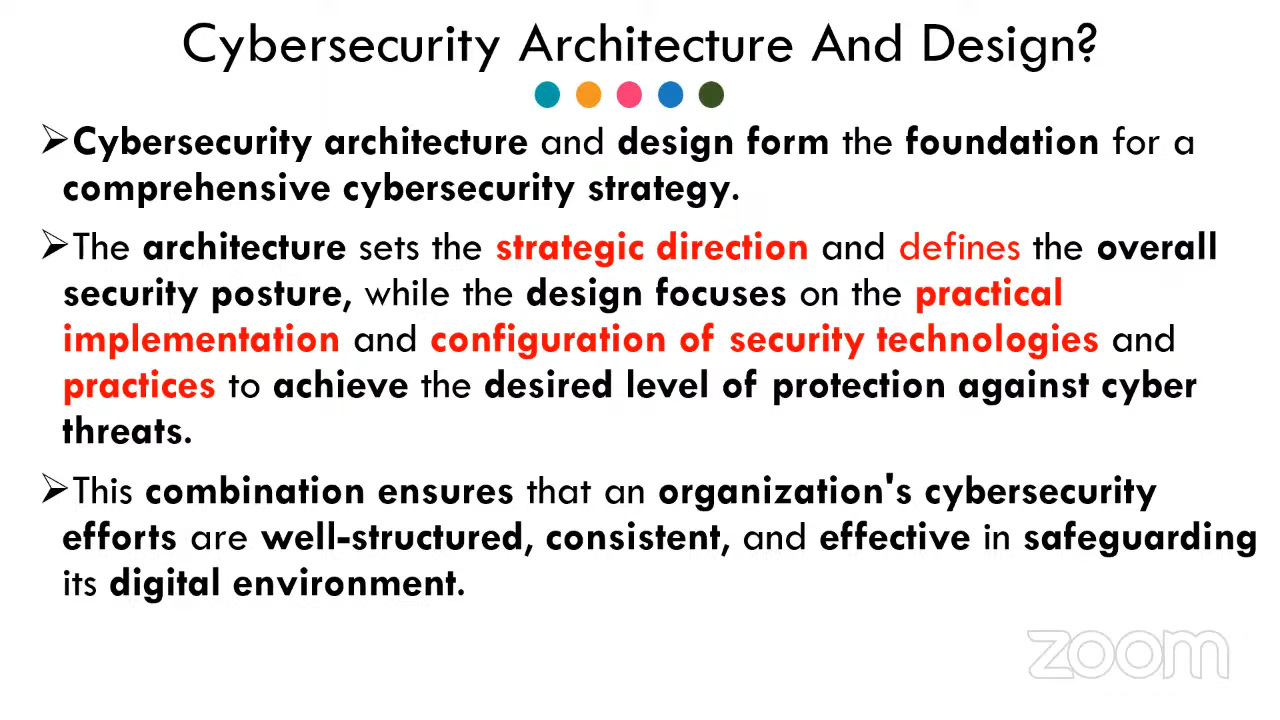 Cybersecurity Architecture And Design?
➢Cybersecurity architecture and design form the foundation for a
comprehensive cybersecurity strategy.
➢The architecture sets the strategic direction and defines the overall
security posture, while the design focuses on the practical
implementation and configuration of security technologies and
practices to achieve the desired level of protection against cyber
threats.
➢This combination ensures that an organization's cybersecurity
efforts are well-structured, consistent, and effective in safeguarding
its digital environment.
zoom